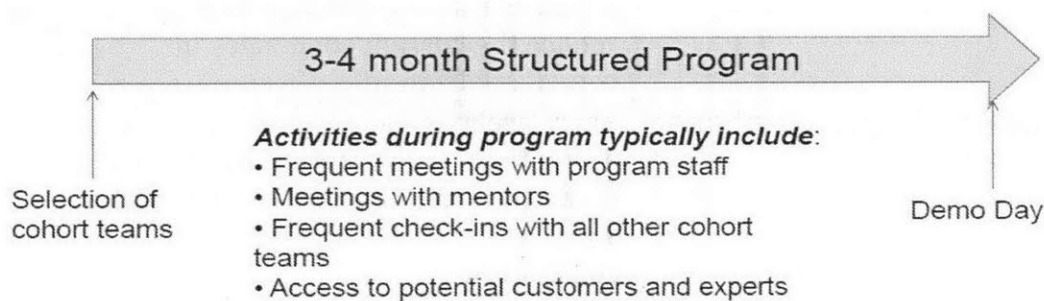 3-4 month Structured Program
Activities during program typically include:
• Frequent meetings with program staff
• Meetings with mentors
• Frequent check-ins with all other cohort
teams
• Access to potential customers and experts
Selection of
cohort teams
Demo Day